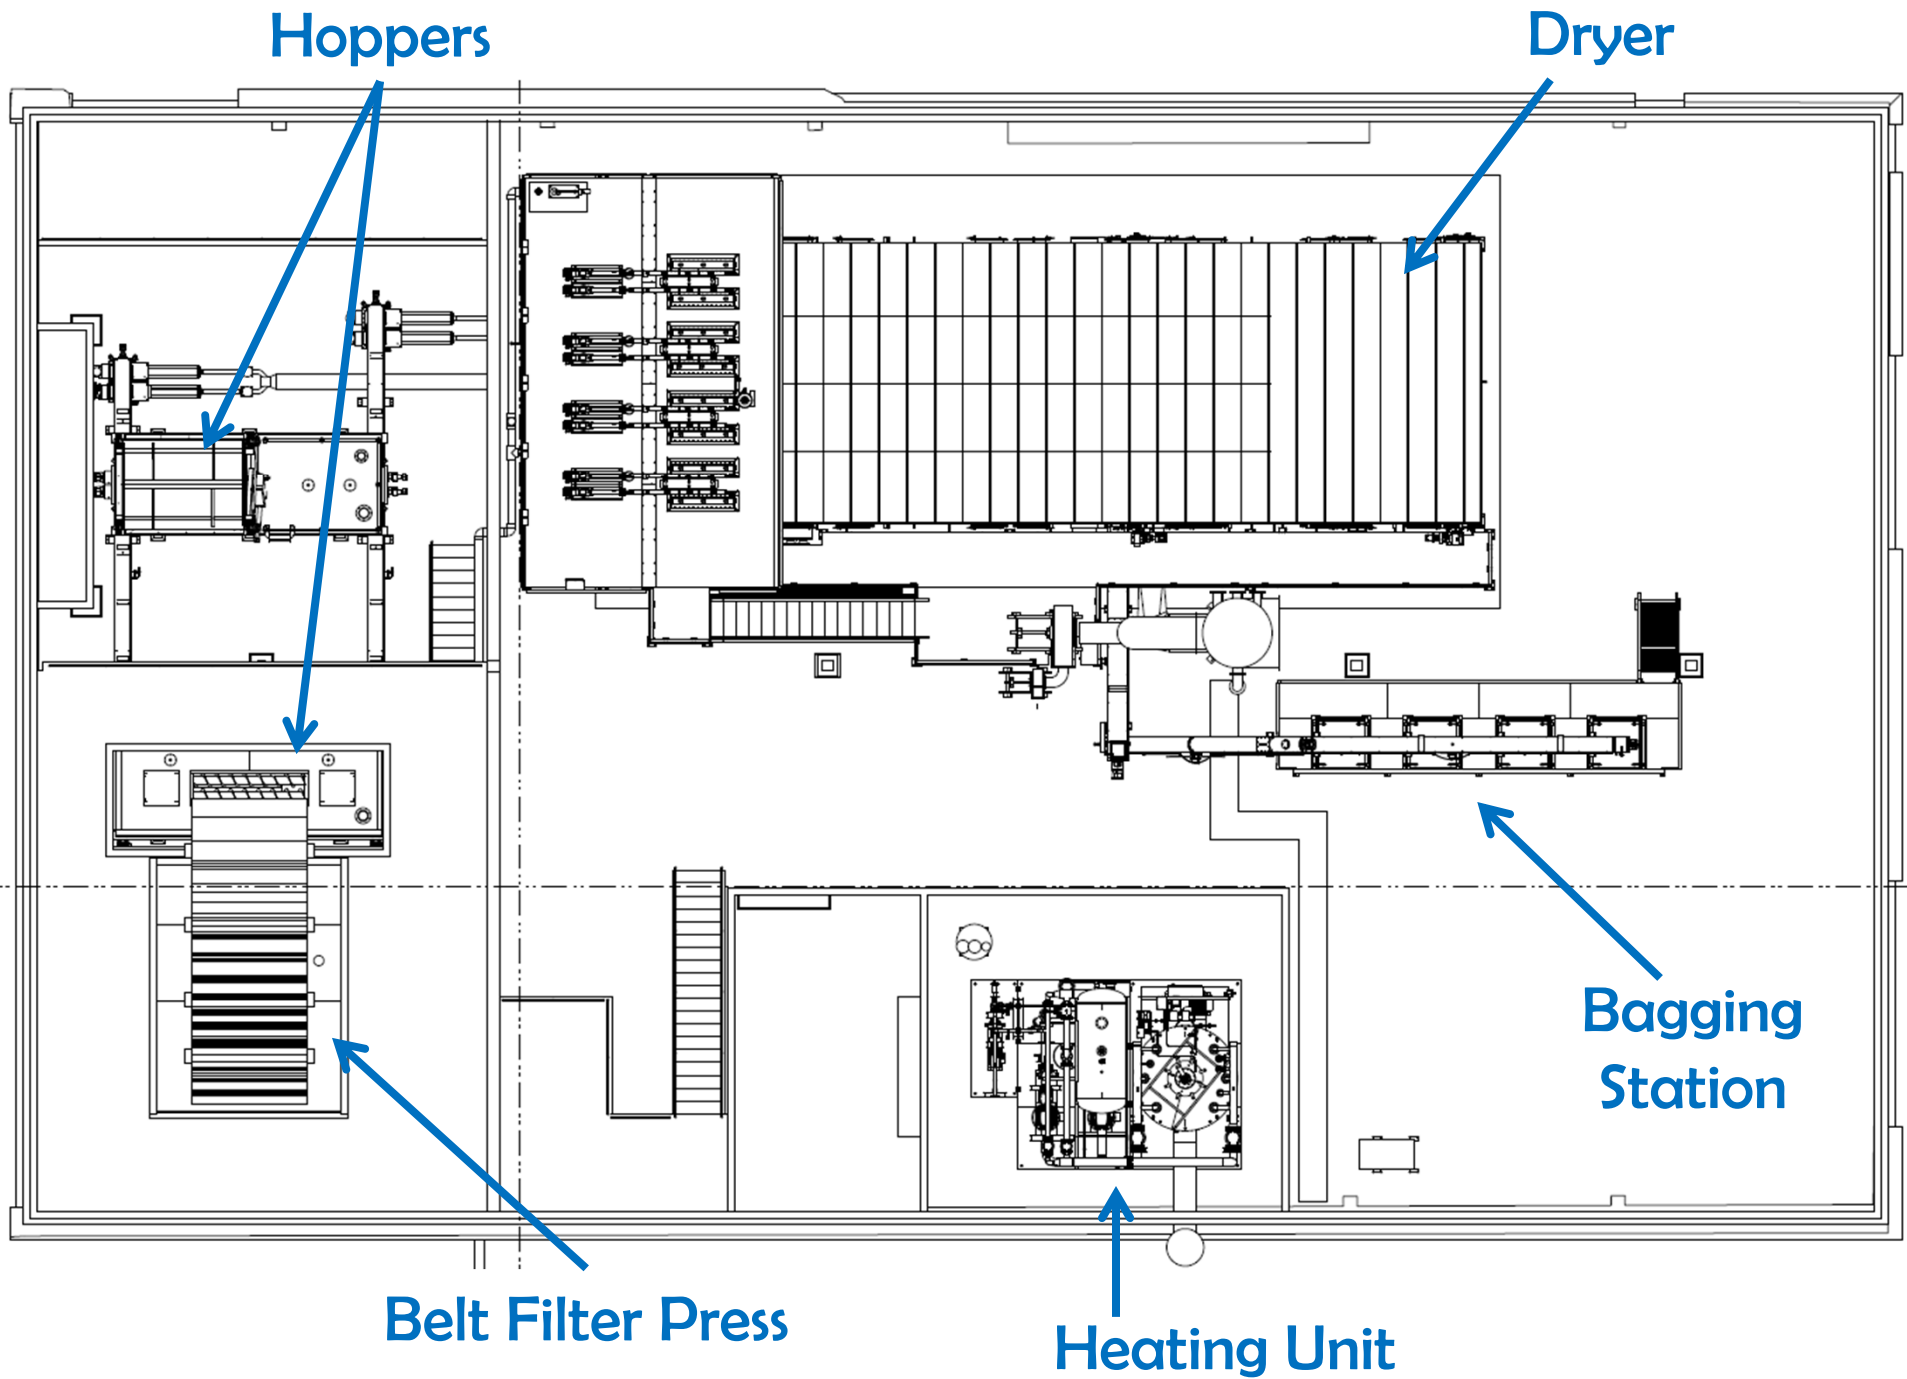 Hoppers
Dryer
Bagging
Station
Belt Filter Press
Heating Unit